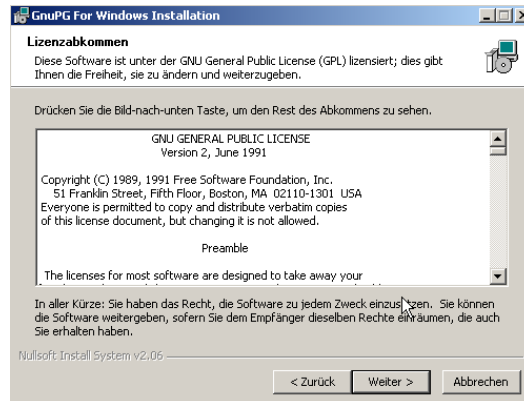 GnuPG For Windows Installation
Lizenzabkommen
Diese Software ist unter der GNU General Public License (GPL) lizensiert; dies gibt
Ihnen die Freiheit, sie zu ändern und weiterzugeben.
Drücken Sie die Bild-nach-unten Taste, um den Rest des Abkommens zu sehen.
GNU GENERAL PUBLIC LICENSE
Version 2, June 1991
Copyright (C) 1989, 1991 Free Software Foundation, Inc.
51 Franklin Street, Fifth Floor, Boston, MA 02110-1301 USA
Everyone is permitted to copy and distribute verbatim copies
of this license document, but changing it is not allowed.
Preamble
The licenses for most software are designed to take away your
In aller Kürze: Sie haben das Recht, die Software zu jedem Zweck einzusetzen. Sie können
die Software weitergeben, sofern Sie dem Empfänger dieselben Rechte einräumen, die auch
Sie erhalten haben.
Nullsoft Install System v2.06
< Zurück Weiter > Abbrechen